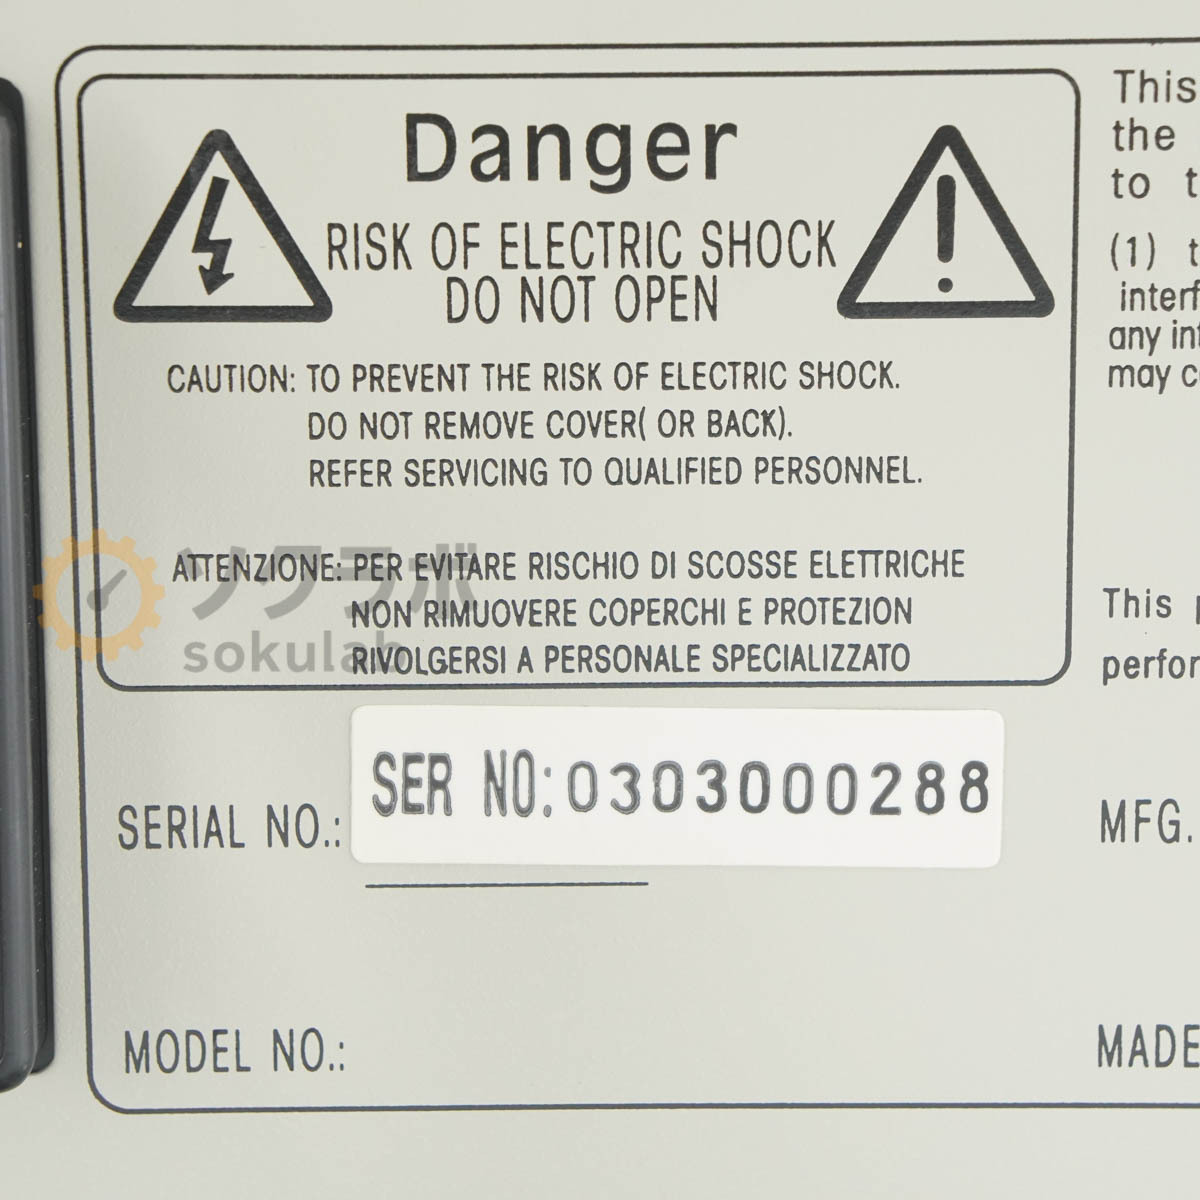 Danger
RISK OF ELECTRIC SHOCK
DO NOT OPEN
CAUTION: TO PREVENT THE RISK OF ELECTRIC SHOCK.
DO NOT REMOVE COVER( OR BACK).
REFER SERVICING TO QUALIFIED PERSONNEL.
ATTENZIONE: PER EVITARE RISCHIO DI SCOSSE ELETTRICHE
NON RIMUOVERE COPERCHI E PROTEZION
RIVOLGERSI A PERSONALE SPECIALIZZATO
ソクラボ
sokulab
SERIAL NO.:
SER NO:0303000288
MODEL NO.:
This
the
to
(1)
any
may
This
MFG.
MADE